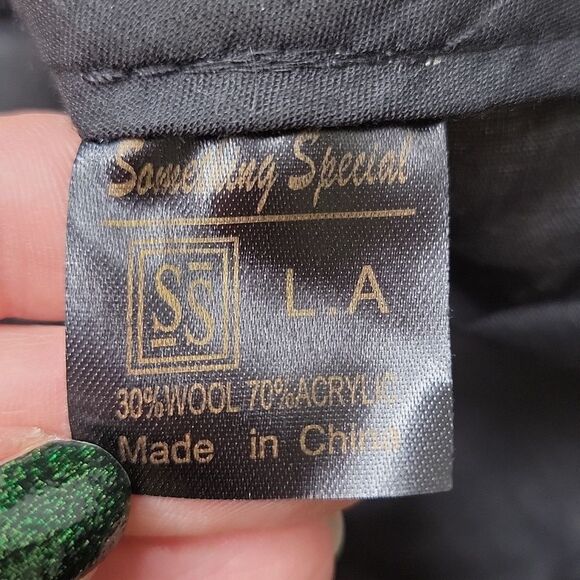 Something Special
SS L.A
30%WOOL 70%ACRYLIC
Made in China